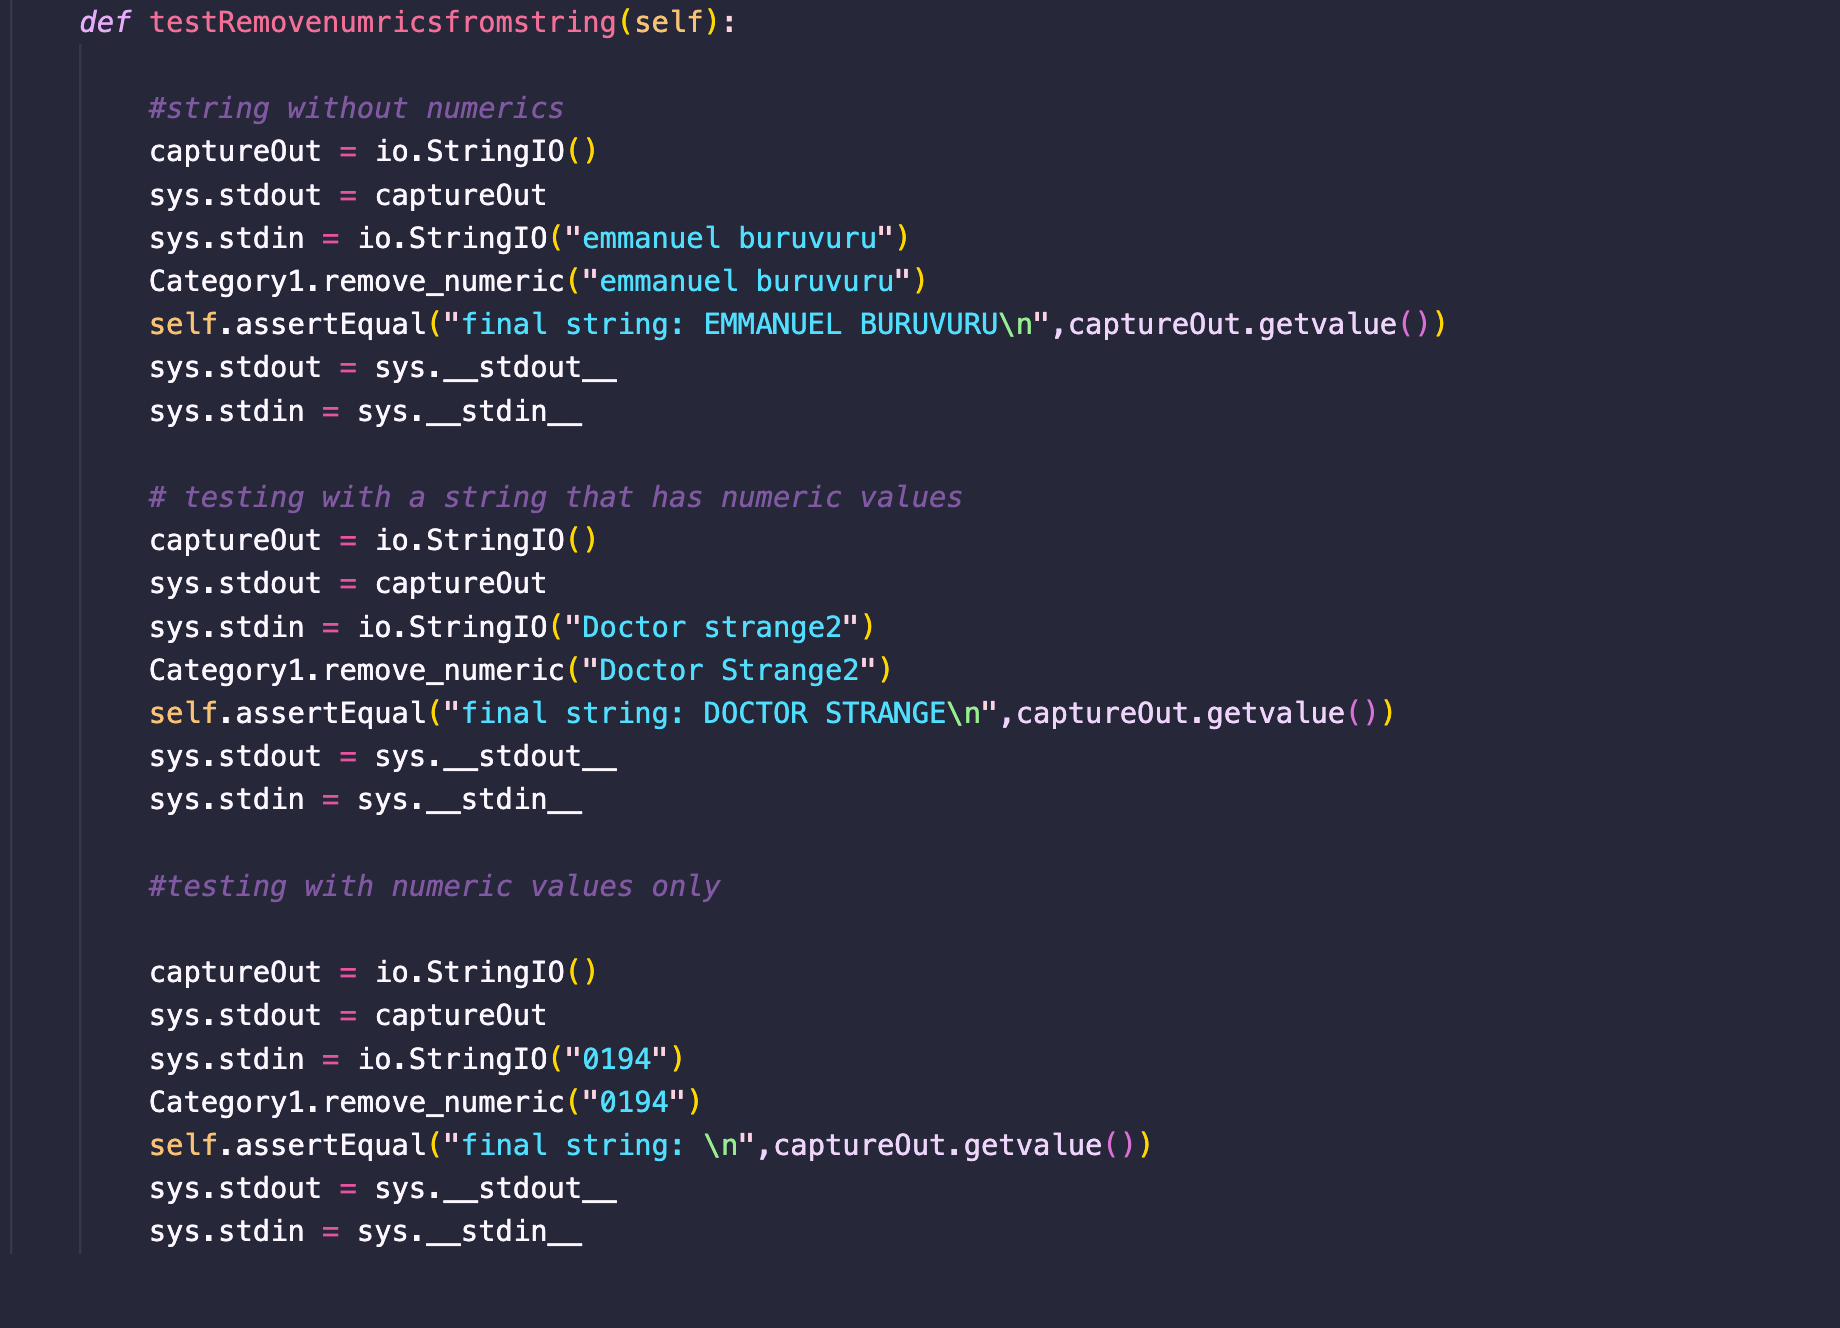 def testRemovenumricsfromstring(self):
#string without numerics
captureOut = io.StringIO()
sys.stdout = captureOut
sys.stdin = io.StringIO("emmanuel buruvuru")
Category1.remove_numeric("emmanuel buruvuru")
self.assertEqual("final string: EMMANUEL BURUVURU\n",captureOut.getvalue())
sys.stdout = sys.__stdout__
sys.stdin = sys.__stdin__
# testing with a string that has numeric values
captureOut = io.StringIO()
sys.stdout = captureOut
sys.stdin = io.StringIO("Doctor strange2")
Category1.remove_numeric("Doctor Strange2")
self.assertEqual("final string: DOCTOR STRANGE\n",captureOut.getvalue())
sys.stdout = sys.__stdout__
sys.stdin = sys.__stdin__
#testing with numeric values only
captureOut = io.StringIO()
sys.stdout = captureOut
sys.stdin = io.StringIO("0194")
Category1.remove_numeric("0194")
self.assertEqual("final string: \n",captureOut.getvalue())
sys.stdout = sys.__stdout__
sys.stdin = sys.__stdin__